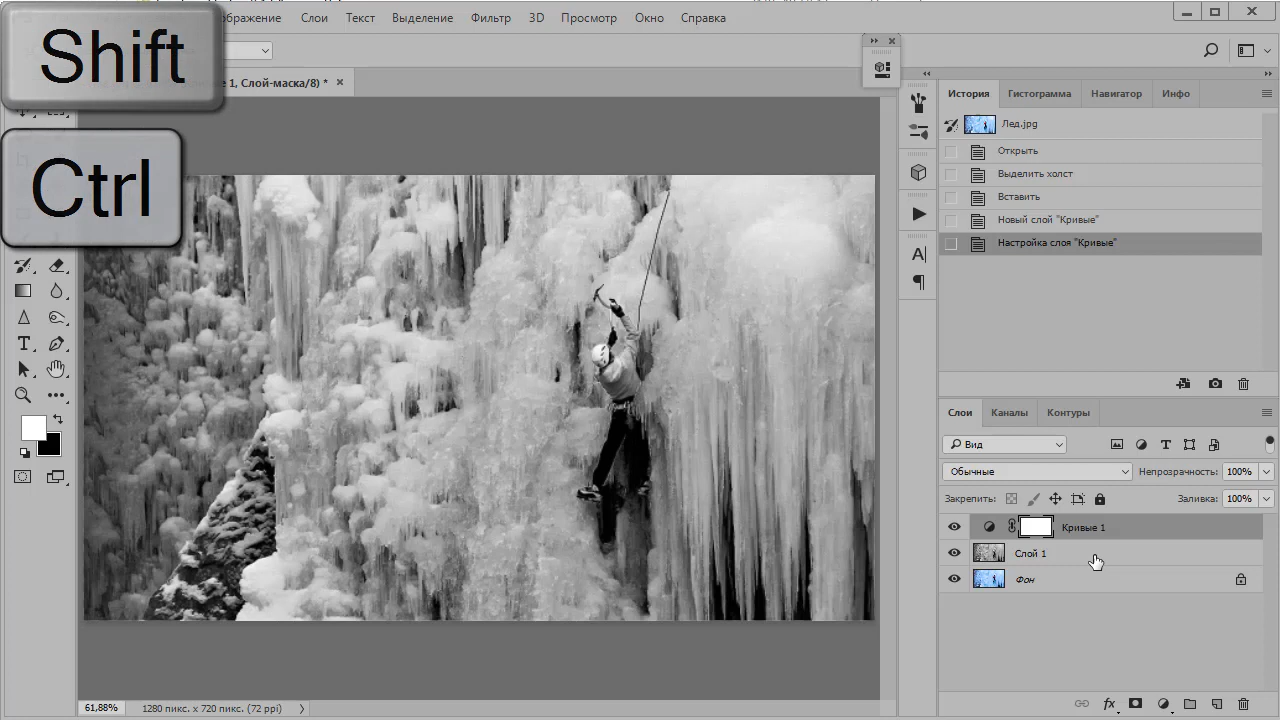 Shift
Ctrl
Слои Текст Выделение Фильтр 3D Просмотр Окно Справка
1, Слой-маска/8) *
История Гистограмма Навигатор Инфо
Лед.jpg
Открыть
Выделить холст
Вставить
Новый слой "Кривые"
Настройка слоя "Кривые"
Слои Каналы Контуры
Вид
Обычные Непрозрачность: 100%
Закрепить: Заливка: 100%
Кривые 1
Слой 1
Фон
fx
61,88% 1280 пикс. x 720 пикс. (72 ppi)